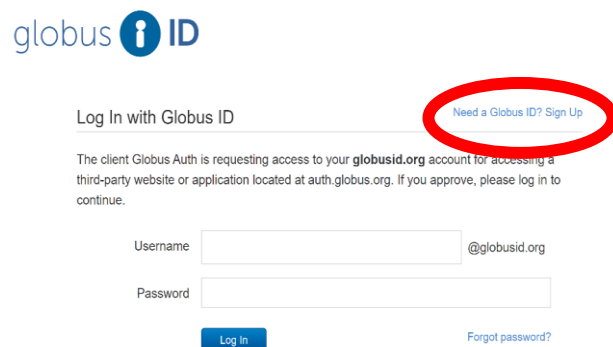 globus ID
Need a Globus ID? Sign Up
Log In with Globus ID
The client Globus Auth is requesting access to your globusid.org account for accessing a
third-party website or application located at auth.globus.org. If you approve, please log in to
continue.
Username @globusid.org
Password
Log In Forgot password?